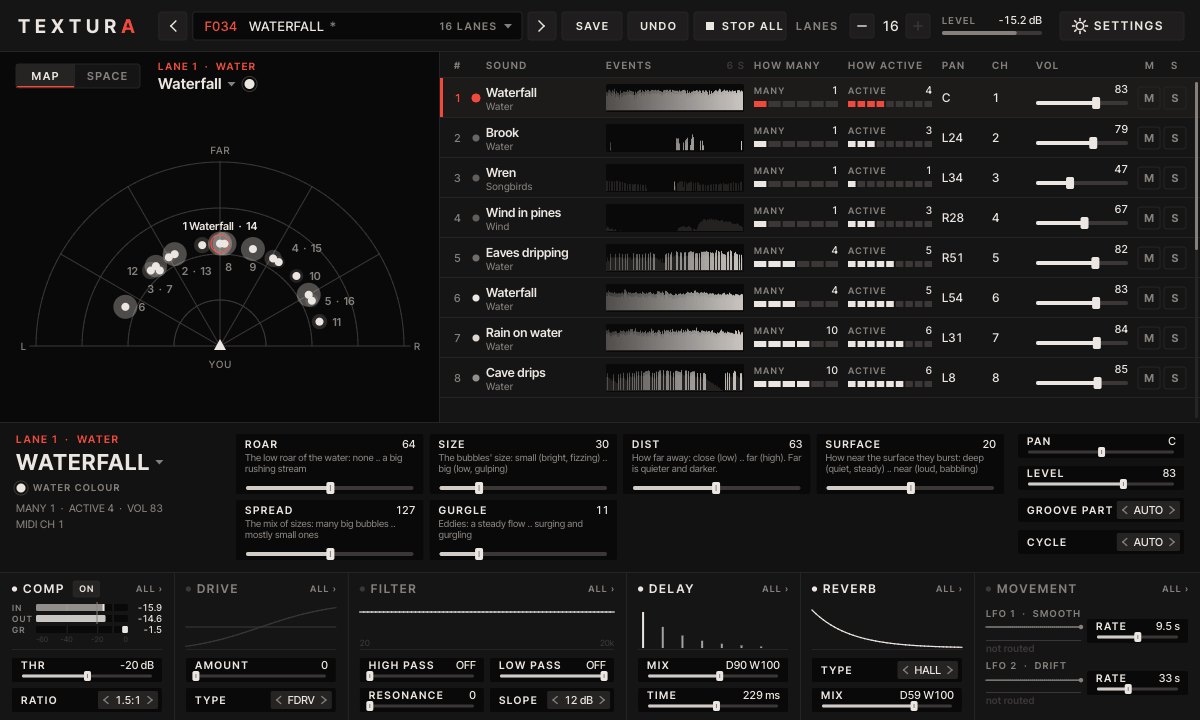 TEXTURA
F034 WATERFALL *
16 LANES
SAVE
UNDO
STOP ALL
LANES
16
LEVEL -15.2 dB
SETTINGS
MAP
SPACE
LANE 1 · WATER
Waterfall
FAR
1 Waterfall · 14
4 · 15
12
2 · 13
8
9
10
3 · 7
6
5 · 16
11
L
R
YOU
# SOUND EVENTS 6 S HOW MANY HOW ACTIVE PAN CH VOL M S
1 Waterfall Water MANY 1 ACTIVE 4 C 1 83 M S
2 Brook Water MANY 1 ACTIVE 3 L24 2 79 M S
3 Wren Songbirds MANY 1 ACTIVE 1 L34 3 47 M S
4 Wind in pines Wind MANY 1 ACTIVE 3 R28 4 67 M S
5 Eaves dripping Water MANY 4 ACTIVE 5 R51 5 82 M S
6 Waterfall Water MANY 4 ACTIVE 5 L54 6 83 M S
7 Rain on water Water MANY 10 ACTIVE 6 L31 7 84 M S
8 Cave drips Water MANY 10 ACTIVE 6 L8 8 85 M S
LANE 1 · WATER
WATERFALL
WATER COLOUR
MANY 1 · ACTIVE 4 · VOL 83
MIDI CH 1
ROAR 64
The low roar of the water: none .. a big
rushing stream
SIZE 30
The bubbles' size: small (bright, fizzing) ..
big (low, gulping)
DIST 63
How far away: close (low) .. far (high). Far
is quieter and darker.
SURFACE 20
How near the surface they burst: deep
(quiet, steady) .. near (loud, babbling)
SPREAD 127
The mix of sizes: many big bubbles ..
mostly small ones
GURGLE 11
Eddies: a steady flow .. surging and
gurgling
PAN C
LEVEL 83
GROOVE PART < AUTO >
CYCLE < AUTO >
COMP ON ALL ›
IN -15.9
OUT -14.6
GR -1.5
-60 -40 -20 0
THR -20 dB
RATIO < 1.5:1 >
DRIVE ALL ›
AMOUNT 0
TYPE < FDRV >
FILTER ALL ›
20 20k
HIGH PASS OFF
LOW PASS OFF
RESONANCE 0
SLOPE < 12 dB >
DELAY ALL ›
MIX D90 W100
TIME 229 ms
REVERB ALL ›
TYPE < HALL >
MIX D59 W100
MOVEMENT ALL ›
LFO 1 · SMOOTH
not routed
RATE 9.5 s
LFO 2 · DRIFT
not routed
RATE 33 s